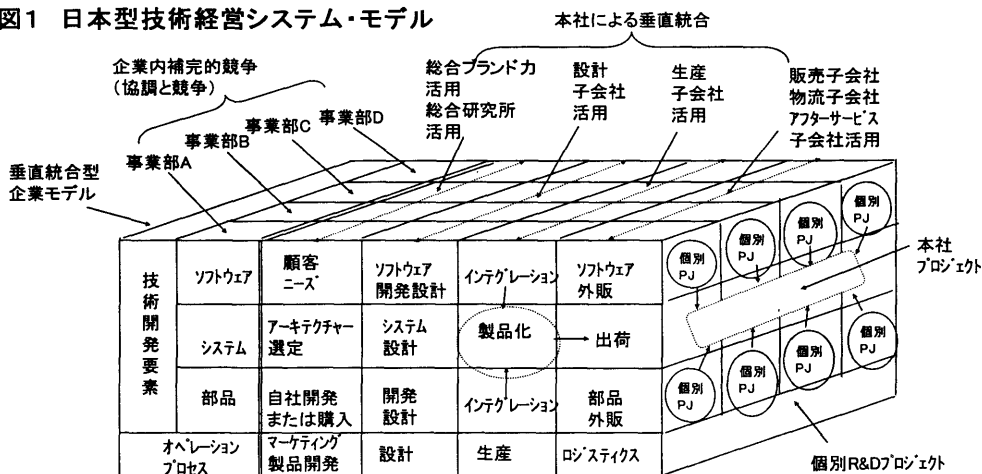 図1 日本型技術経営システム・モデル
本社による垂直統合
企業内補完的競争
(協調と競争)
総合ブランド力
活用
総合研究所
活用
設計
子会社
活用
生産
子会社
活用
販売子会社
物流子会社
アフターサービス
子会社活用
事業部D
事業部C
事業部B
事業部A
垂直統合型
企業モデル
技術開発要素
ソフトウェア
顧客
ニーズ
ソフトウェア
開発設計
インテグレーション
ソフトウェア
外販
システム
アーキテクチャー
選定
システム
設計
製品化
出荷
部品
自社開発
または購入
開発
設計
インテグレーション
部品
外販
オペレーション
プロセス
マーケティング
製品開発
設計
生産
ロジスティクス
個別
PJ
個別
PJ
個別
PJ
個別
PJ
個別
PJ
個別
PJ
個別
PJ
個別
PJ
本社
プロジェクト
個別R&Dプロジェクト